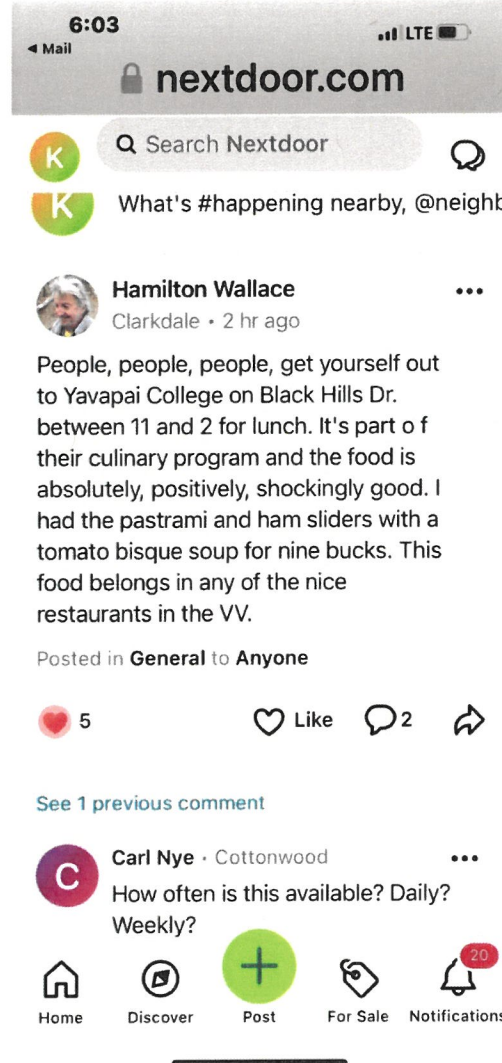 6:03
LTE
◀ Mail
nextdoor.com
K
Search Nextdoor
K
What's #happening nearby, @neighb
Hamilton Wallace
Clarkdale • 2 hr ago
People, people, people, get yourself out
to Yavapai College on Black Hills Dr.
between 11 and 2 for lunch. It's part o f
their culinary program and the food is
absolutely, positively, shockingly good. I
had the pastrami and ham sliders with a
tomato bisque soup for nine bucks. This
food belongs in any of the nice
restaurants in the VV.
Posted in General to Anyone
5
Like
2
See 1 previous comment
C
Carl Nye • Cottonwood
How often is this available? Daily?
Weekly?
20
Home
Discover
Post
For Sale
Notifications